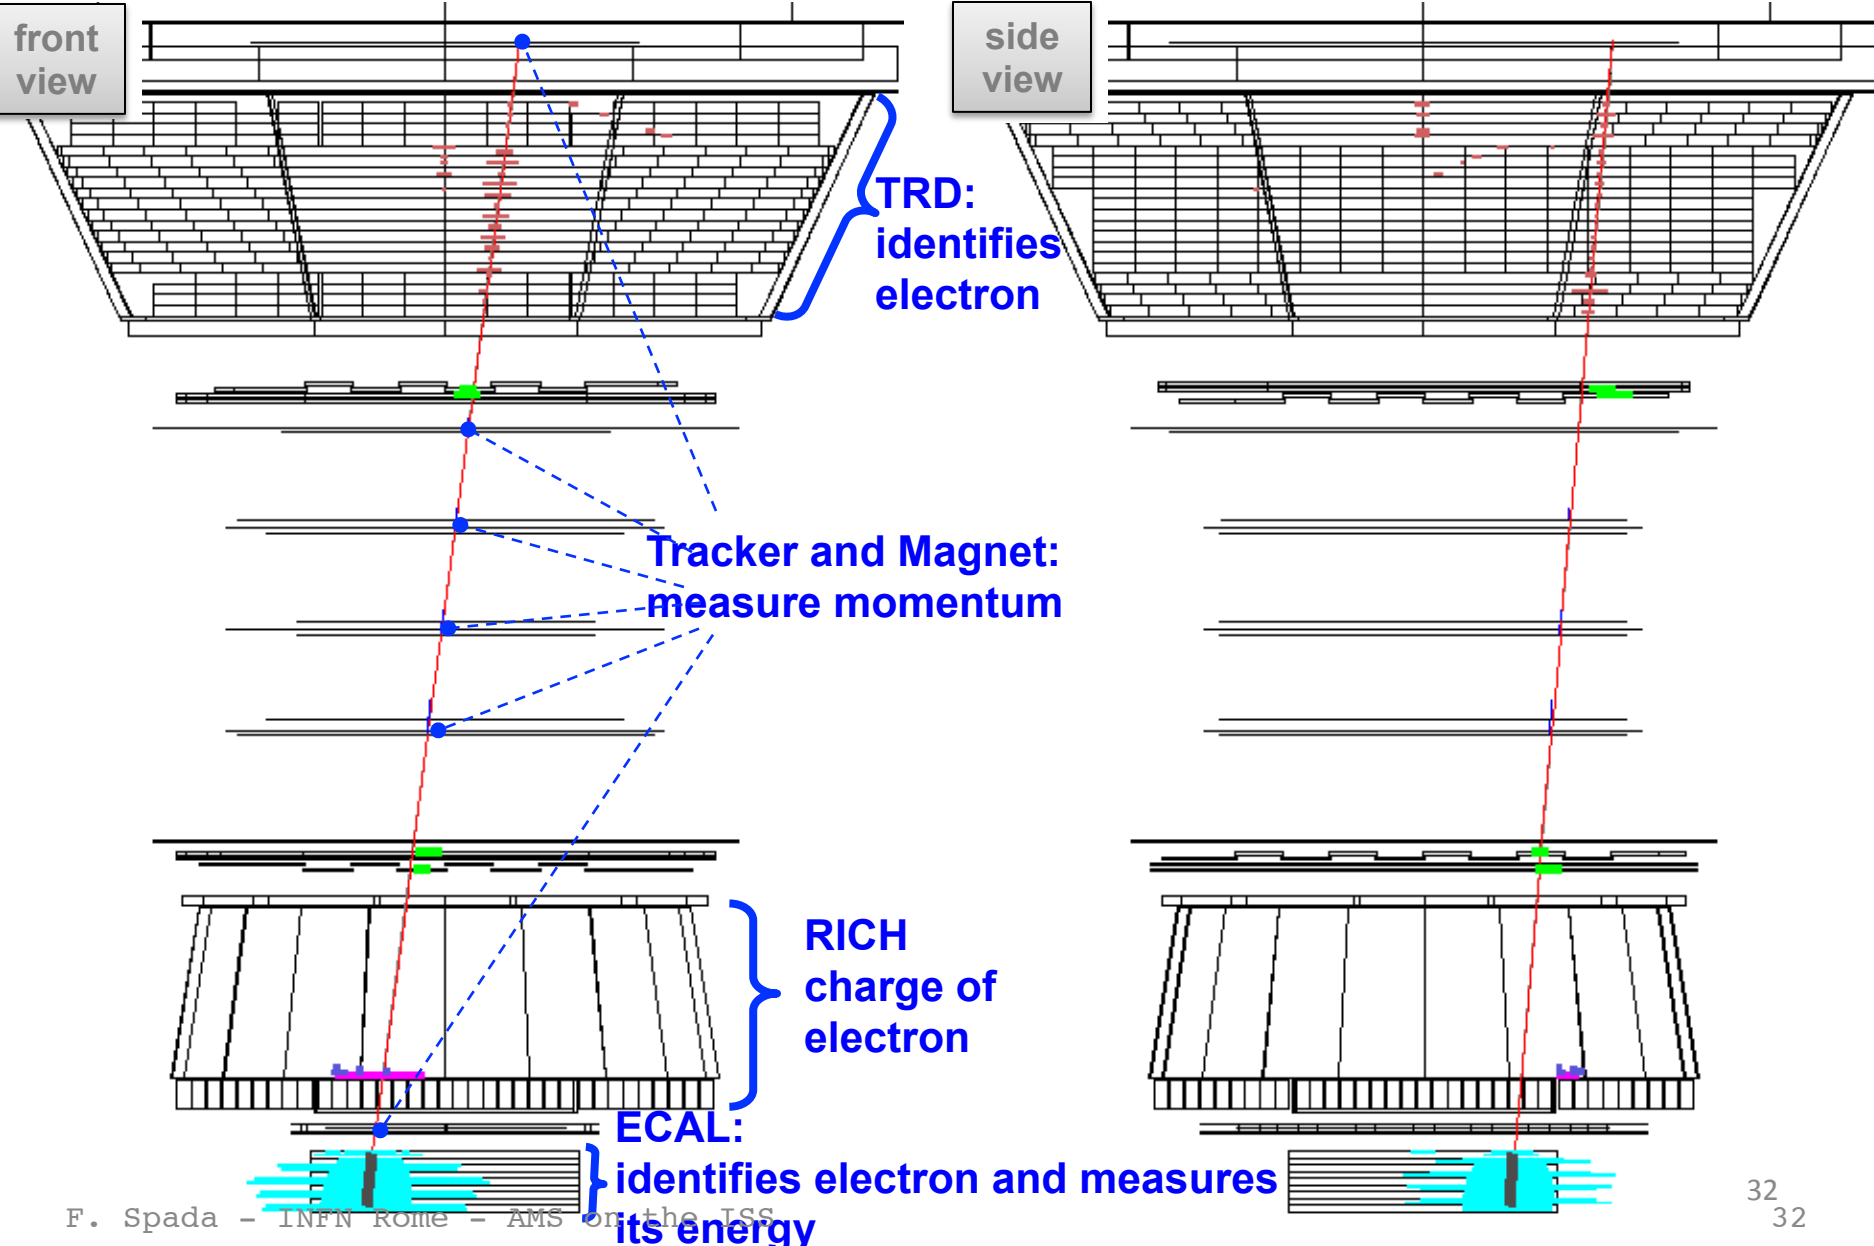 front
view
side
view
TRD:
identifies
electron
Tracker and Magnet:
measure momentum
RICH
charge of
electron
ECAL:
identifies electron and measures
its energy
F. Spada – INFN Rome – AMS on the ISS
32
32